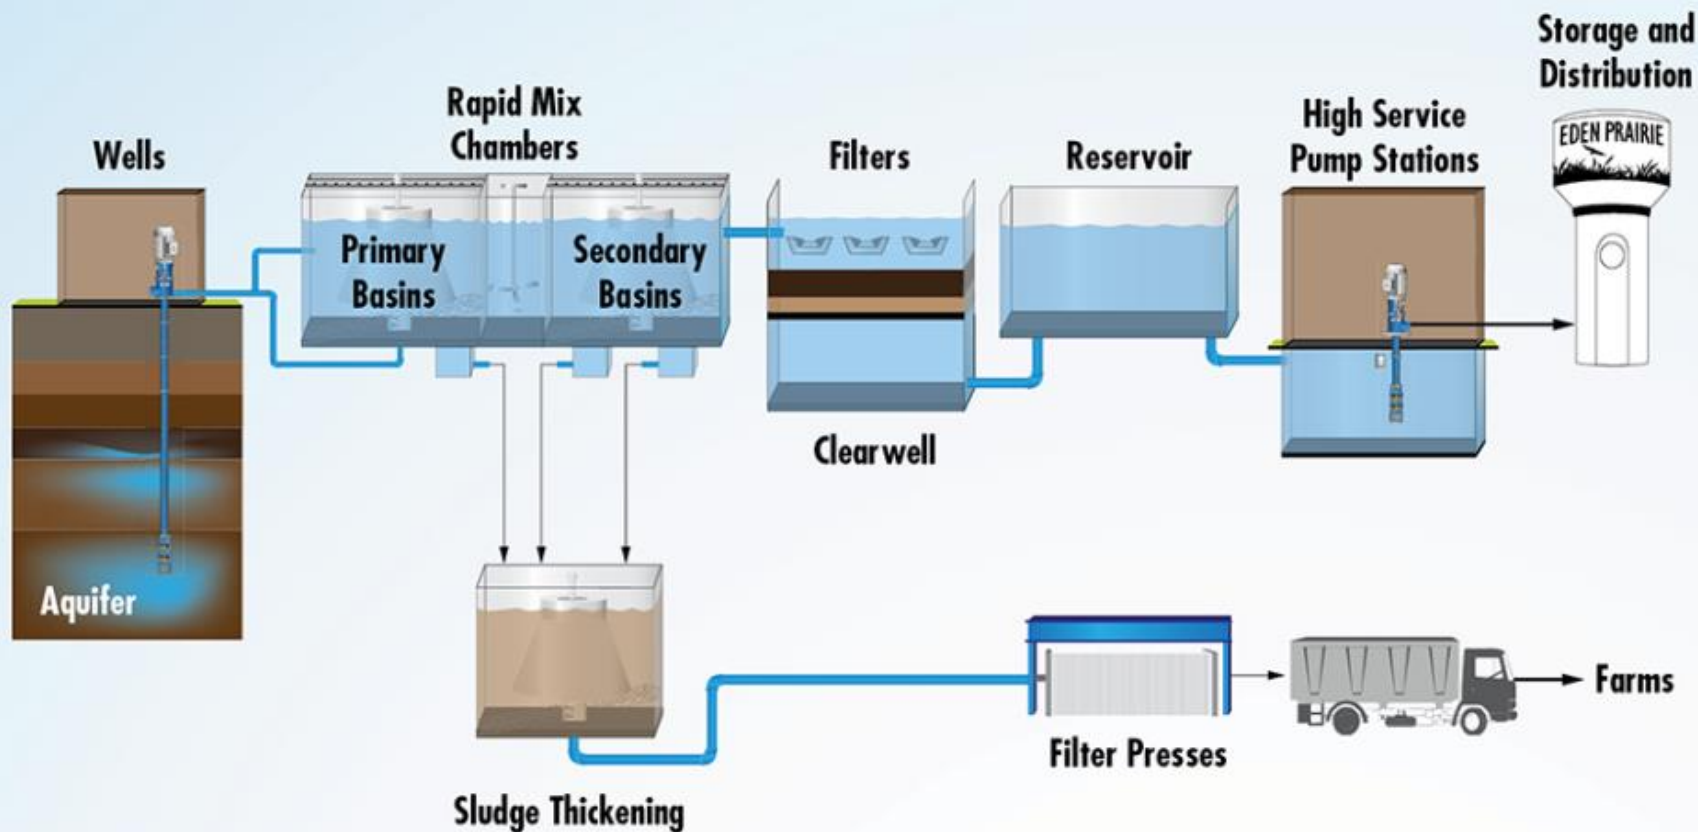 Storage and
Distribution
EDEN PRAIRIE
High Service
Pump Stations
Rapid Mix
Chambers
Wells
Filters
Reservoir
Primary
Basins
Secondary
Basins
Clearwell
Aquifer
Farms
Filter Presses
Sludge Thickening